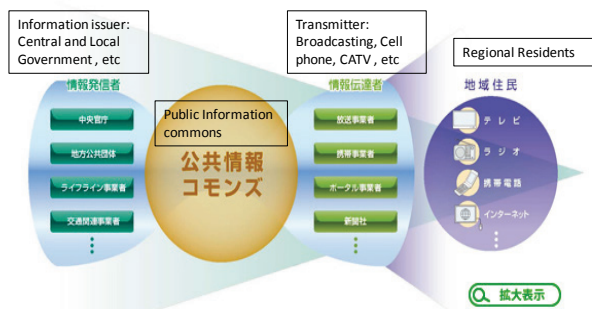 Information issuer:
Central and Local
Government , etc
情報発信者
中央官庁
地方公共団体
ライフライン事業者
交通関連事業者
Public Information
commons
公共情報
コモンズ
Transmitter:
Broadcasting, Cell
phone, CATV , etc
情報伝達者
放送事業者
携帯事業者
ポータル事業者
新聞社
Regional Residents
地域住民
テレビ
ラジオ
携帯電話
インターネット
拡大表示